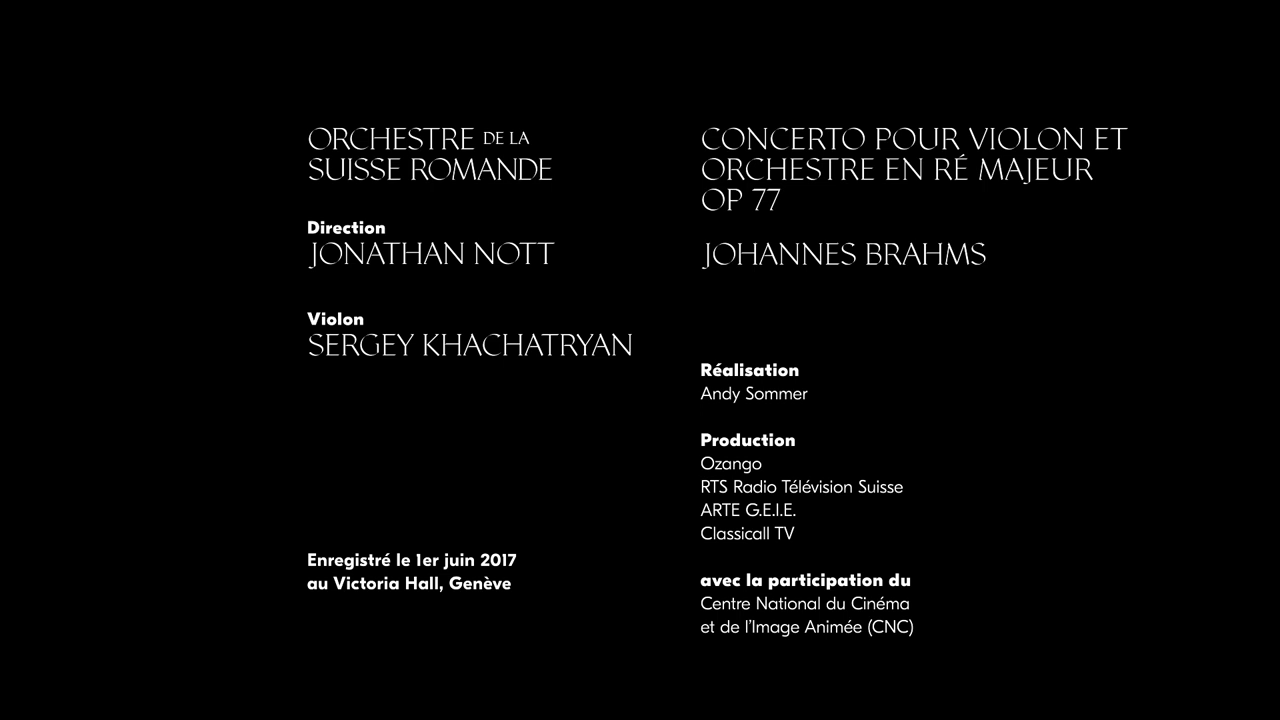 ORCHESTRE DE LA
SUISSE ROMANDE
Direction
JONATHAN NOTT
Violon
SERGEY KHACHATRYAN
Enregistré le 1er juin 2017
au Victoria Hall, Genève
CONCERTO POUR VIOLON ET
ORCHESTRE EN RÉ MAJEUR
OP 77
JOHANNES BRAHMS
Réalisation
Andy Sommer
Production
Ozango
RTS Radio Télévision Suisse
ARTE G.E.I.E.
Classicall TV
avec la participation du
Centre National du Cinéma
et de l’Image Animée (CNC)